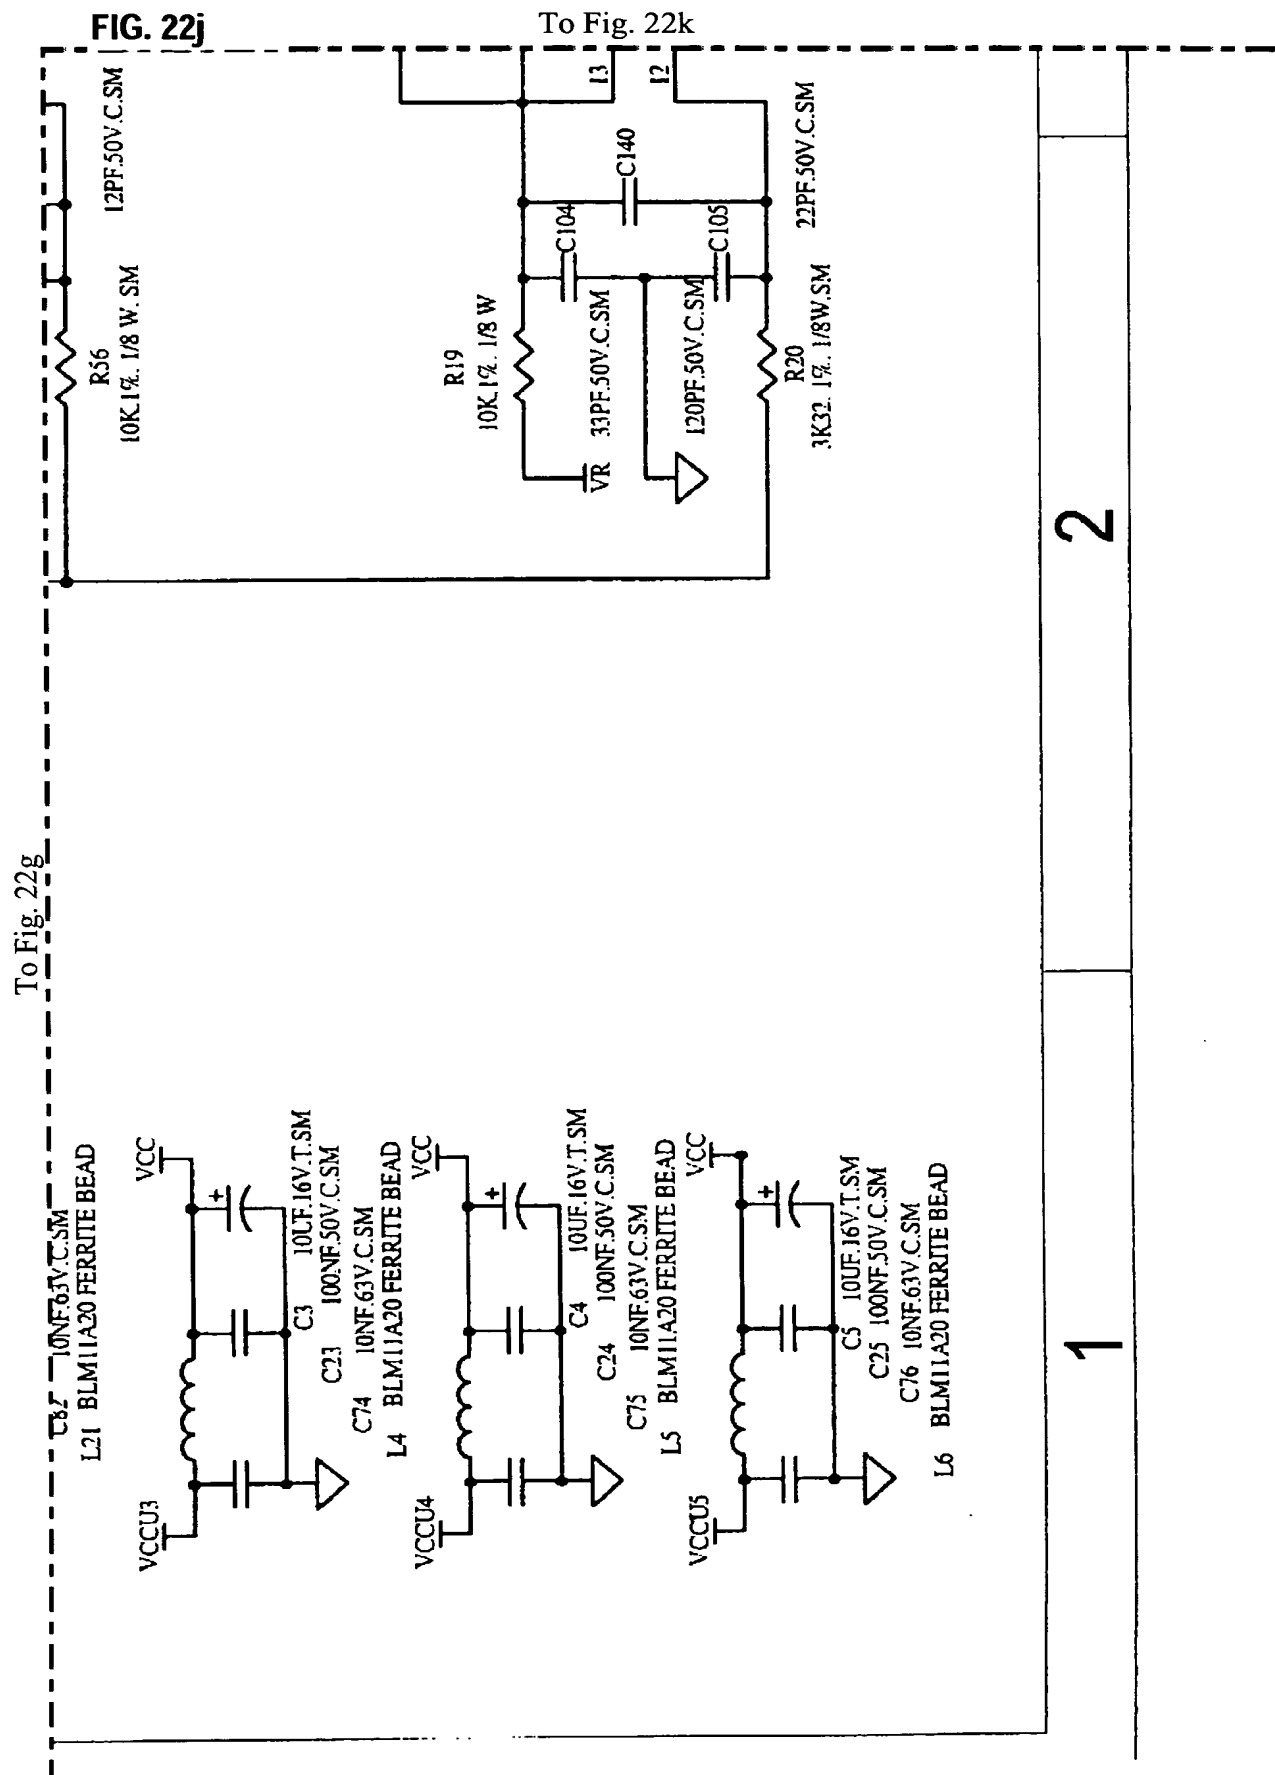 FIG. 22j
To Fig. 22k
To Fig. 22g
12PF.50V.C.SM
R56
10K.1%. 1/8 W. SM
13
12
C140
C104
C105
22PF.50V.C.SM
R19
10K.1%. 1/8 W
33PF.50V.C.SM
120PF.50V.C.SM
VR
R20
3K32. 1%. 1/8W.SM
2
C82 10NF.63V.C.SM
L21 BLM11A20 FERRITE BEAD
VCC
+
VCCU3
C3 10UF.16V.T.SM
C23 100NF.50V.C.SM
C74 10NF.63V.C.SM
L4 BLM11A20 FERRITE BEAD
VCC
+
VCCU4
C4 10UF.16V.T.SM
C24 100NF.50V.C.SM
C75 10NF.63V.C.SM
L5 BLM11A20 FERRITE BEAD
VCC
+
VCCU5
C5 10UF.16V.T.SM
C25 100NF.50V.C.SM
C76 10NF.63V.C.SM
L6 BLM11A20 FERRITE BEAD
1